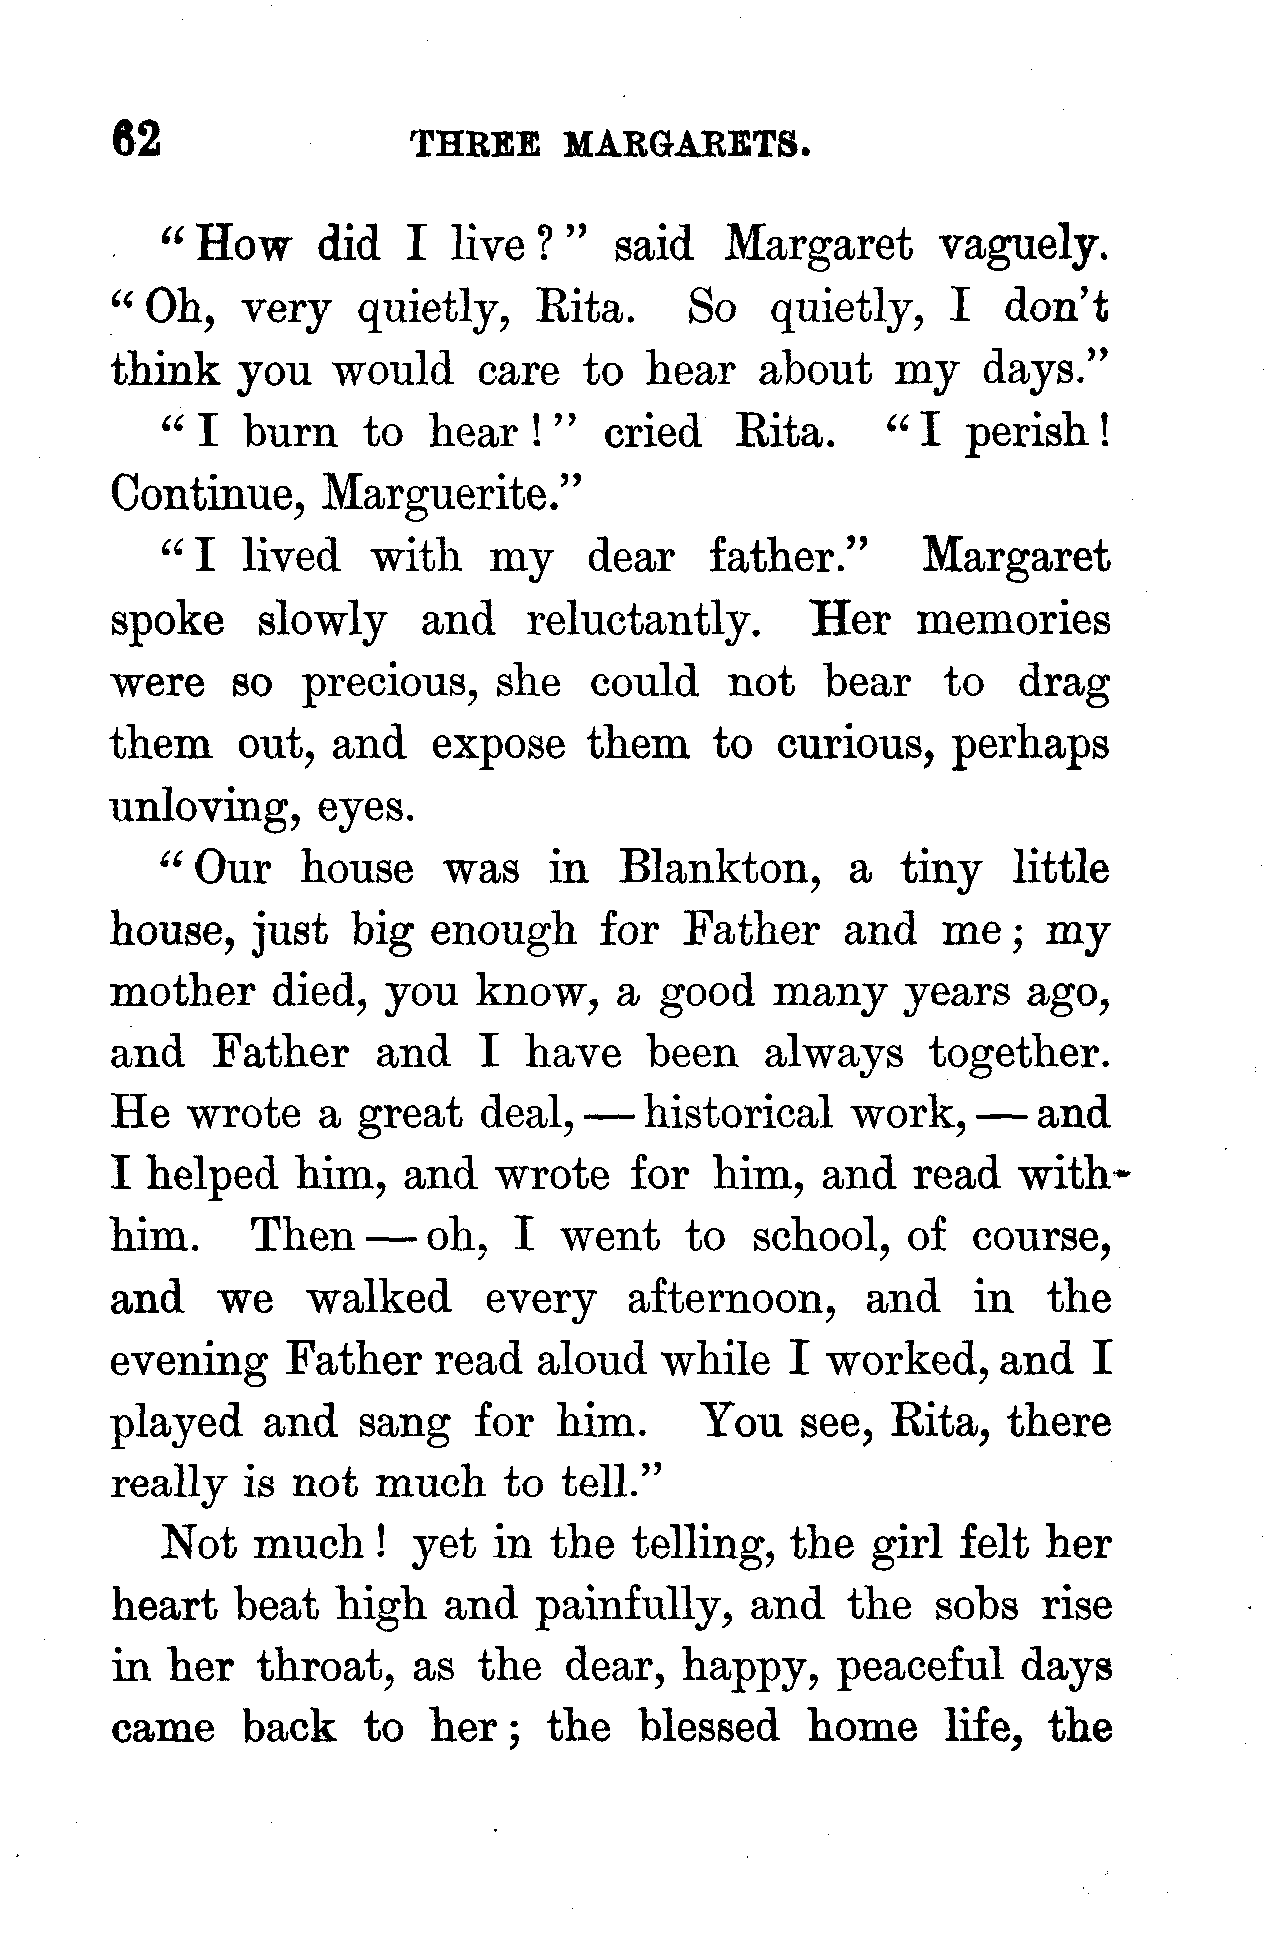 62 THREE MARGARETS.
“How did I live?” said Margaret vaguely.
“Oh, very quietly, Rita. So quietly, I don’t
think you would care to hear about my days.”
“I burn to hear!” cried Rita. “I perish!
Continue, Marguerite.”
“I lived with my dear father.” Margaret
spoke slowly and reluctantly. Her memories
were so precious, she could not bear to drag
them out, and expose them to curious, perhaps
unloving, eyes.
“Our house was in Blankton, a tiny little
house, just big enough for Father and me; my
mother died, you know, a good many years ago,
and Father and I have been always together.
He wrote a great deal,—historical work,—and
I helped him, and wrote for him, and read with-
him. Then—oh, I went to school, of course,
and we walked every afternoon, and in the
evening Father read aloud while I worked, and I
played and sang for him. You see, Rita, there
really is not much to tell.”
Not much! yet in the telling, the girl felt her
heart beat high and painfully, and the sobs rise
in her throat, as the dear, happy, peaceful days
came back to her; the blessed home life, the